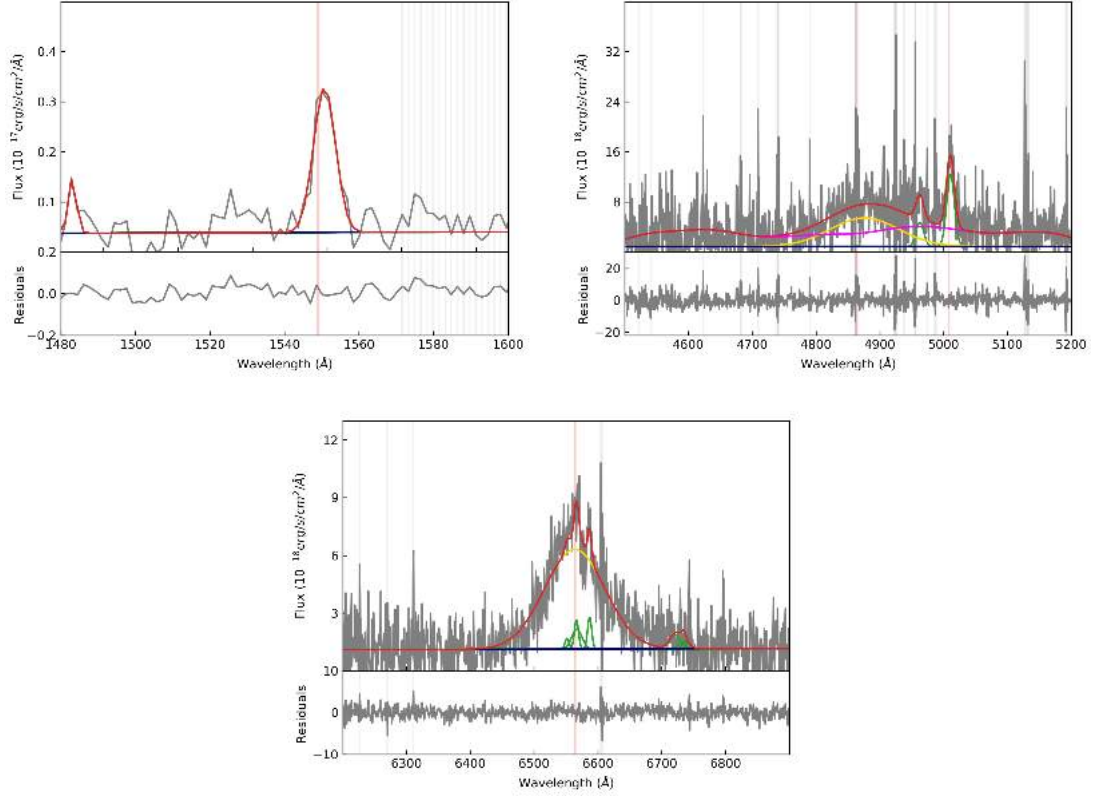 Flux (10⁻¹⁷erg/s/cm²/Å)
0.4
0.3
0.2
0.1
0.2
Residuals
0.0
−0.2
1480 1500 1520 1540 1560 1580 1600
Wavelength (Å)
Flux (10⁻¹⁸erg/s/cm²/Å)
32
24
16
8
Residuals
20
0
−20
4600 4700 4800 4900 5000 5100 5200
Wavelength (Å)
Flux (10⁻¹⁸erg/s/cm²/Å)
12
9
6
3
10
Residuals
0
−10
6300 6400 6500 6600 6700 6800
Wavelength (Å)